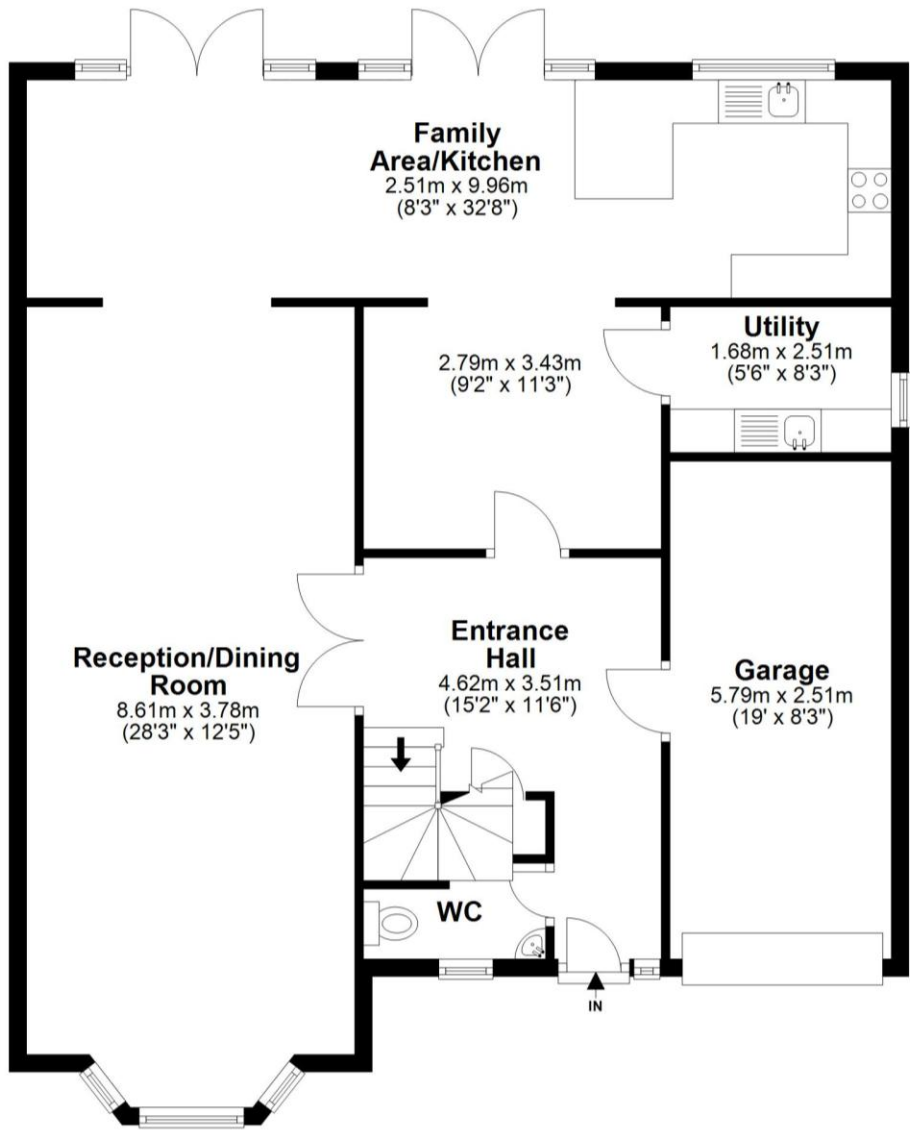 Family
Area/Kitchen
2.51m x 9.96m
(8'3" x 32'8")
Utility
1.68m x 2.51m
(5'6" x 8'3")
2.79m x 3.43m
(9'2" x 11'3")
Reception/Dining
Room
8.61m x 3.78m
(28'3" x 12'5")
Entrance
Hall
4.62m x 3.51m
(15'2" x 11'6")
Garage
5.79m x 2.51m
(19' x 8'3")
WC
IN